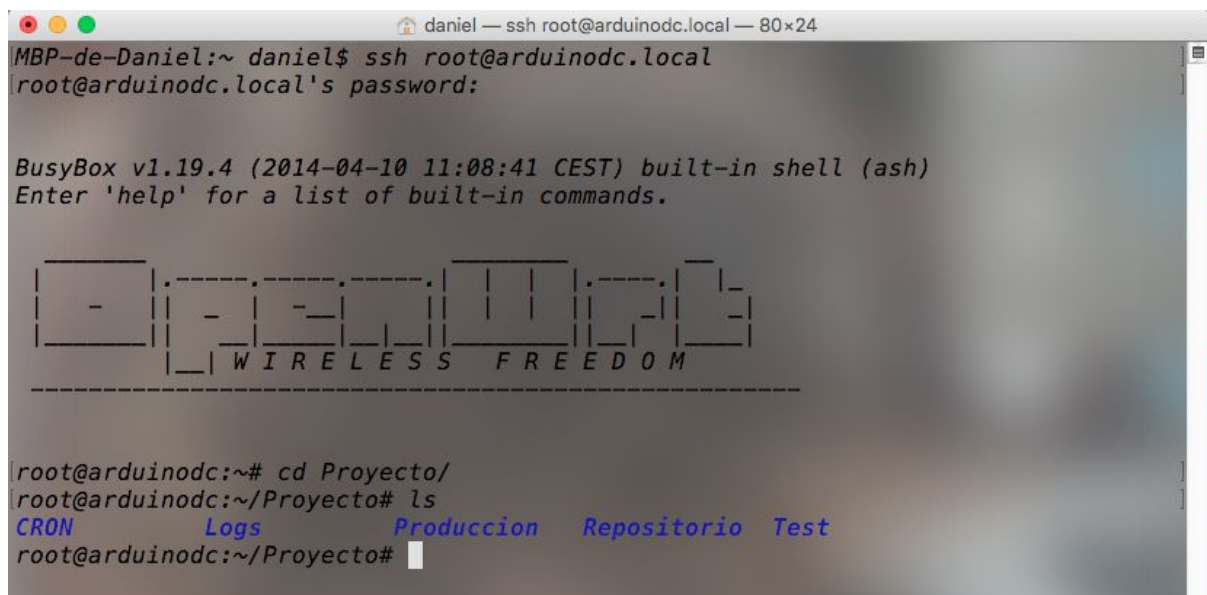 daniel — ssh root@arduinodc.local — 80×24
MBP-de-Daniel:~ daniel$ ssh root@arduinodc.local
root@arduinodc.local's password:
BusyBox v1.19.4 (2014-04-10 11:08:41 CEST) built-in shell (ash)
Enter 'help' for a list of built-in commands.
OpenWrt
W I R E L E S S   F R E E D O M
root@arduinodc:~# cd Proyecto/
root@arduinodc:~/Proyecto# ls
CRON Logs Produccion Repositorio Test
root@arduinodc:~/Proyecto#